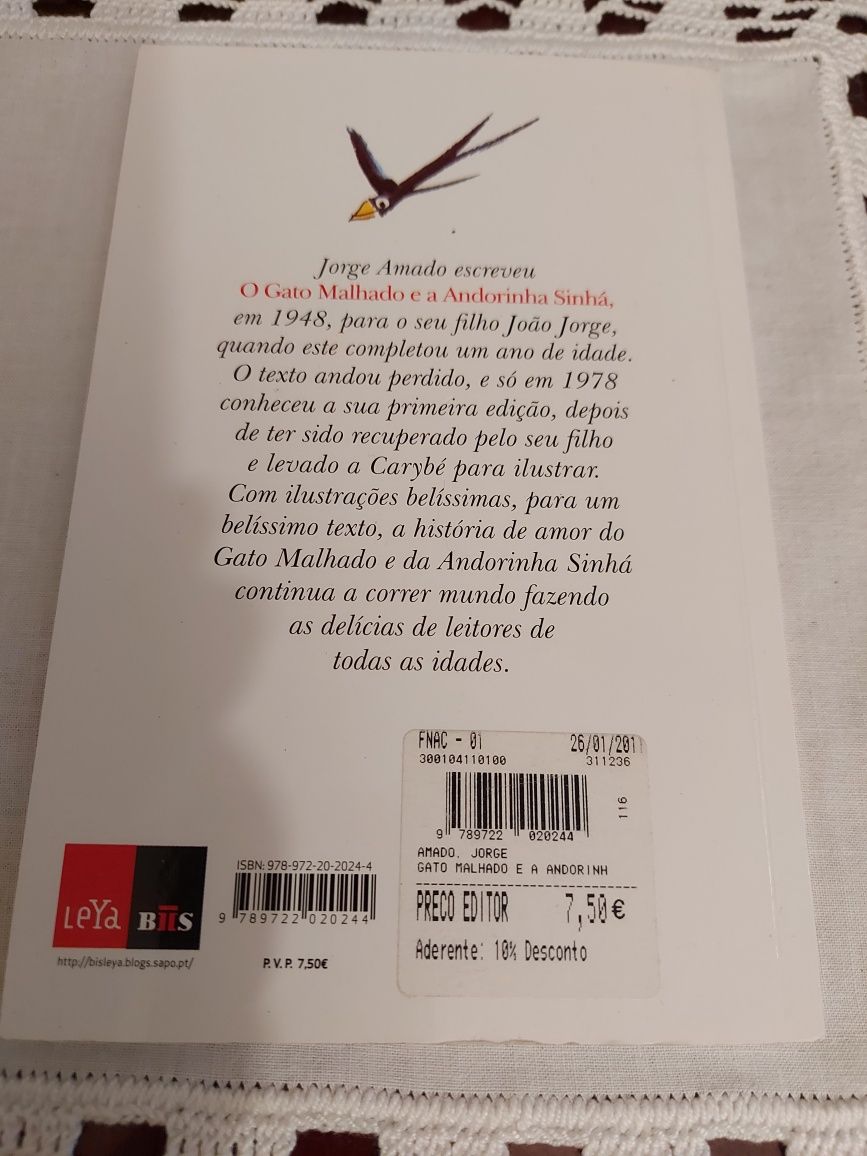 Jorge Amado escreveu
O Gato Malhado e a Andorinha Sinhá,
em 1948, para o seu filho João Jorge,
quando este completou um ano de idade.
O texto andou perdido, e só em 1978
conheceu a sua primeira edição, depois
de ter sido recuperado pelo seu filho
e levado a Carybé para ilustrar.
Com ilustrações belíssimas, para um
belíssimo texto, a história de amor do
Gato Malhado e da Andorinha Sinhá
continua a correr mundo fazendo
as delícias de leitores de
todas as idades.
FNAC - 01 26/01/201
300104110100 311236
116
9 789722 020244
AMADO, JORGE
GATO MALHADO E A ANDORINH
PRECO EDITOR 7,50€
Aderente: 10% Desconto
LeYa BIIS
http://bisleya.blogs.sapo.pt/
ISBN: 978-972-20-2024-4
9 789722 020244
P.V.P. 7,50€